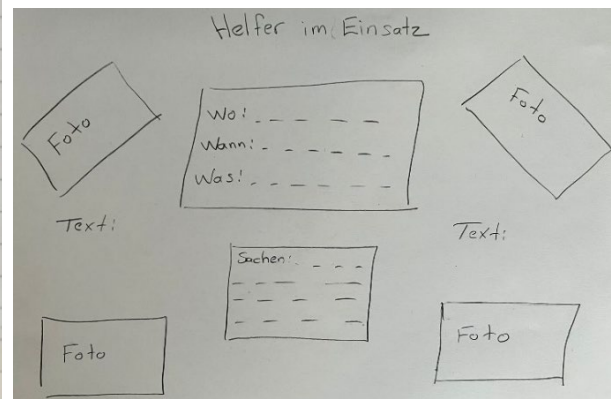 Helfer im Einsatz
Foto
Foto
Wo:
Wann:
Was:
Text:
Text:
Sachen:
Foto
Foto